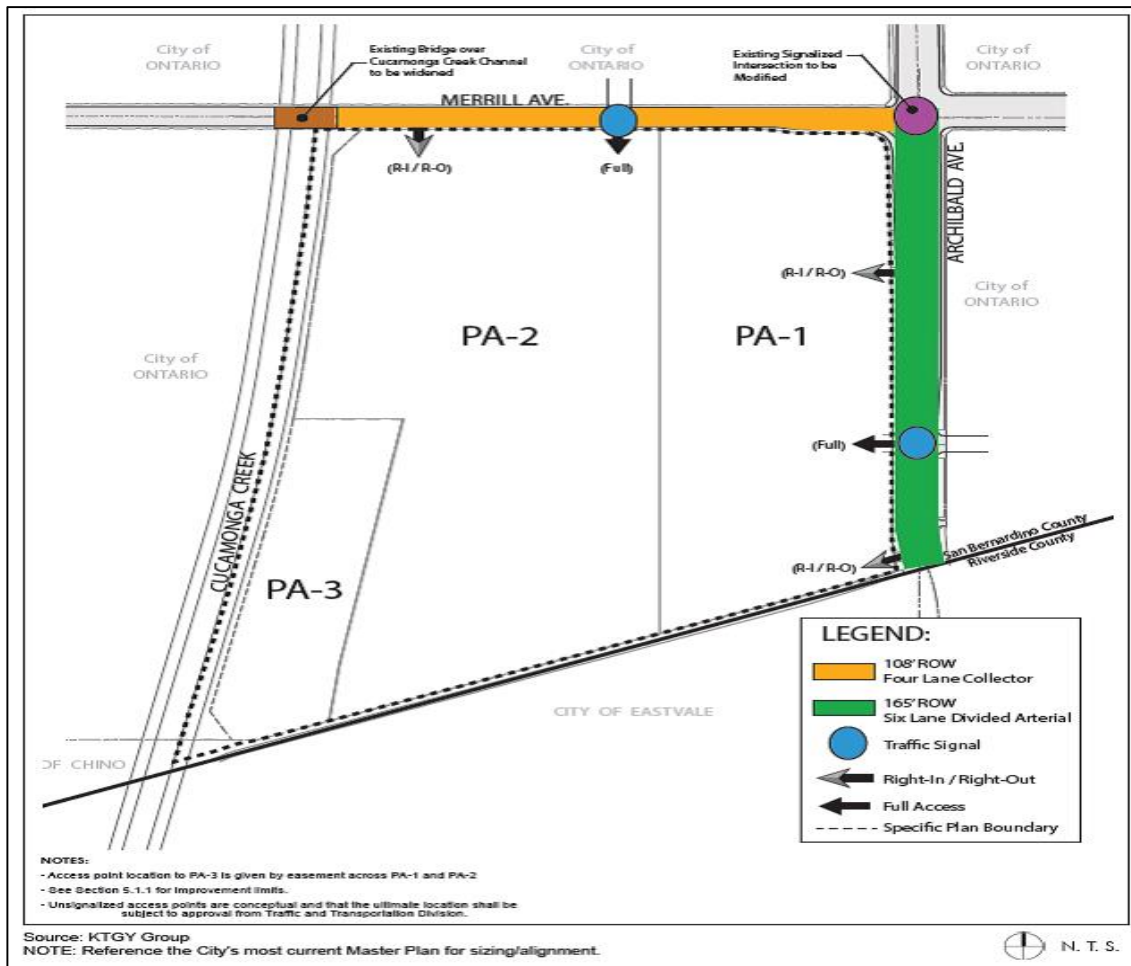 City of
ONTARIO
Existing Bridge over
Cucamonga Creek Channel
to be widened
City of
ONTARIO
Existing Signalized
Intersection to be
Modified
City of
ONTARIO
MERRILL AVE.
(R-I / R-O)
(Full)
ARCHILBALD AVE.
(R-I / R-O)
City of
ONTARIO
PA-2
PA-1
City of
ONTARIO
(Full)
CUCAMONGA CREEK
San Bernardino County
Riverside County
(R-I / R-O)
PA-3
CITY OF EASTVALE
OF CHINO
LEGEND:
108' ROW
Four Lane Collector
165' ROW
Six Lane Divided Arterial
Traffic Signal
Right-In / Right-Out
Full Access
Specific Plan Boundary
NOTES:
- Access point location to PA-3 is given by easement across PA-1 and PA-2
- See Section 5.1.1 for improvement limits.
- Unsignalized access points are conceptual and that the ultimate location shall be
subject to approval from Traffic and Transportation Division.
Source: KTGY Group
NOTE: Reference the City's most current Master Plan for sizing/alignment.
N. T. S.